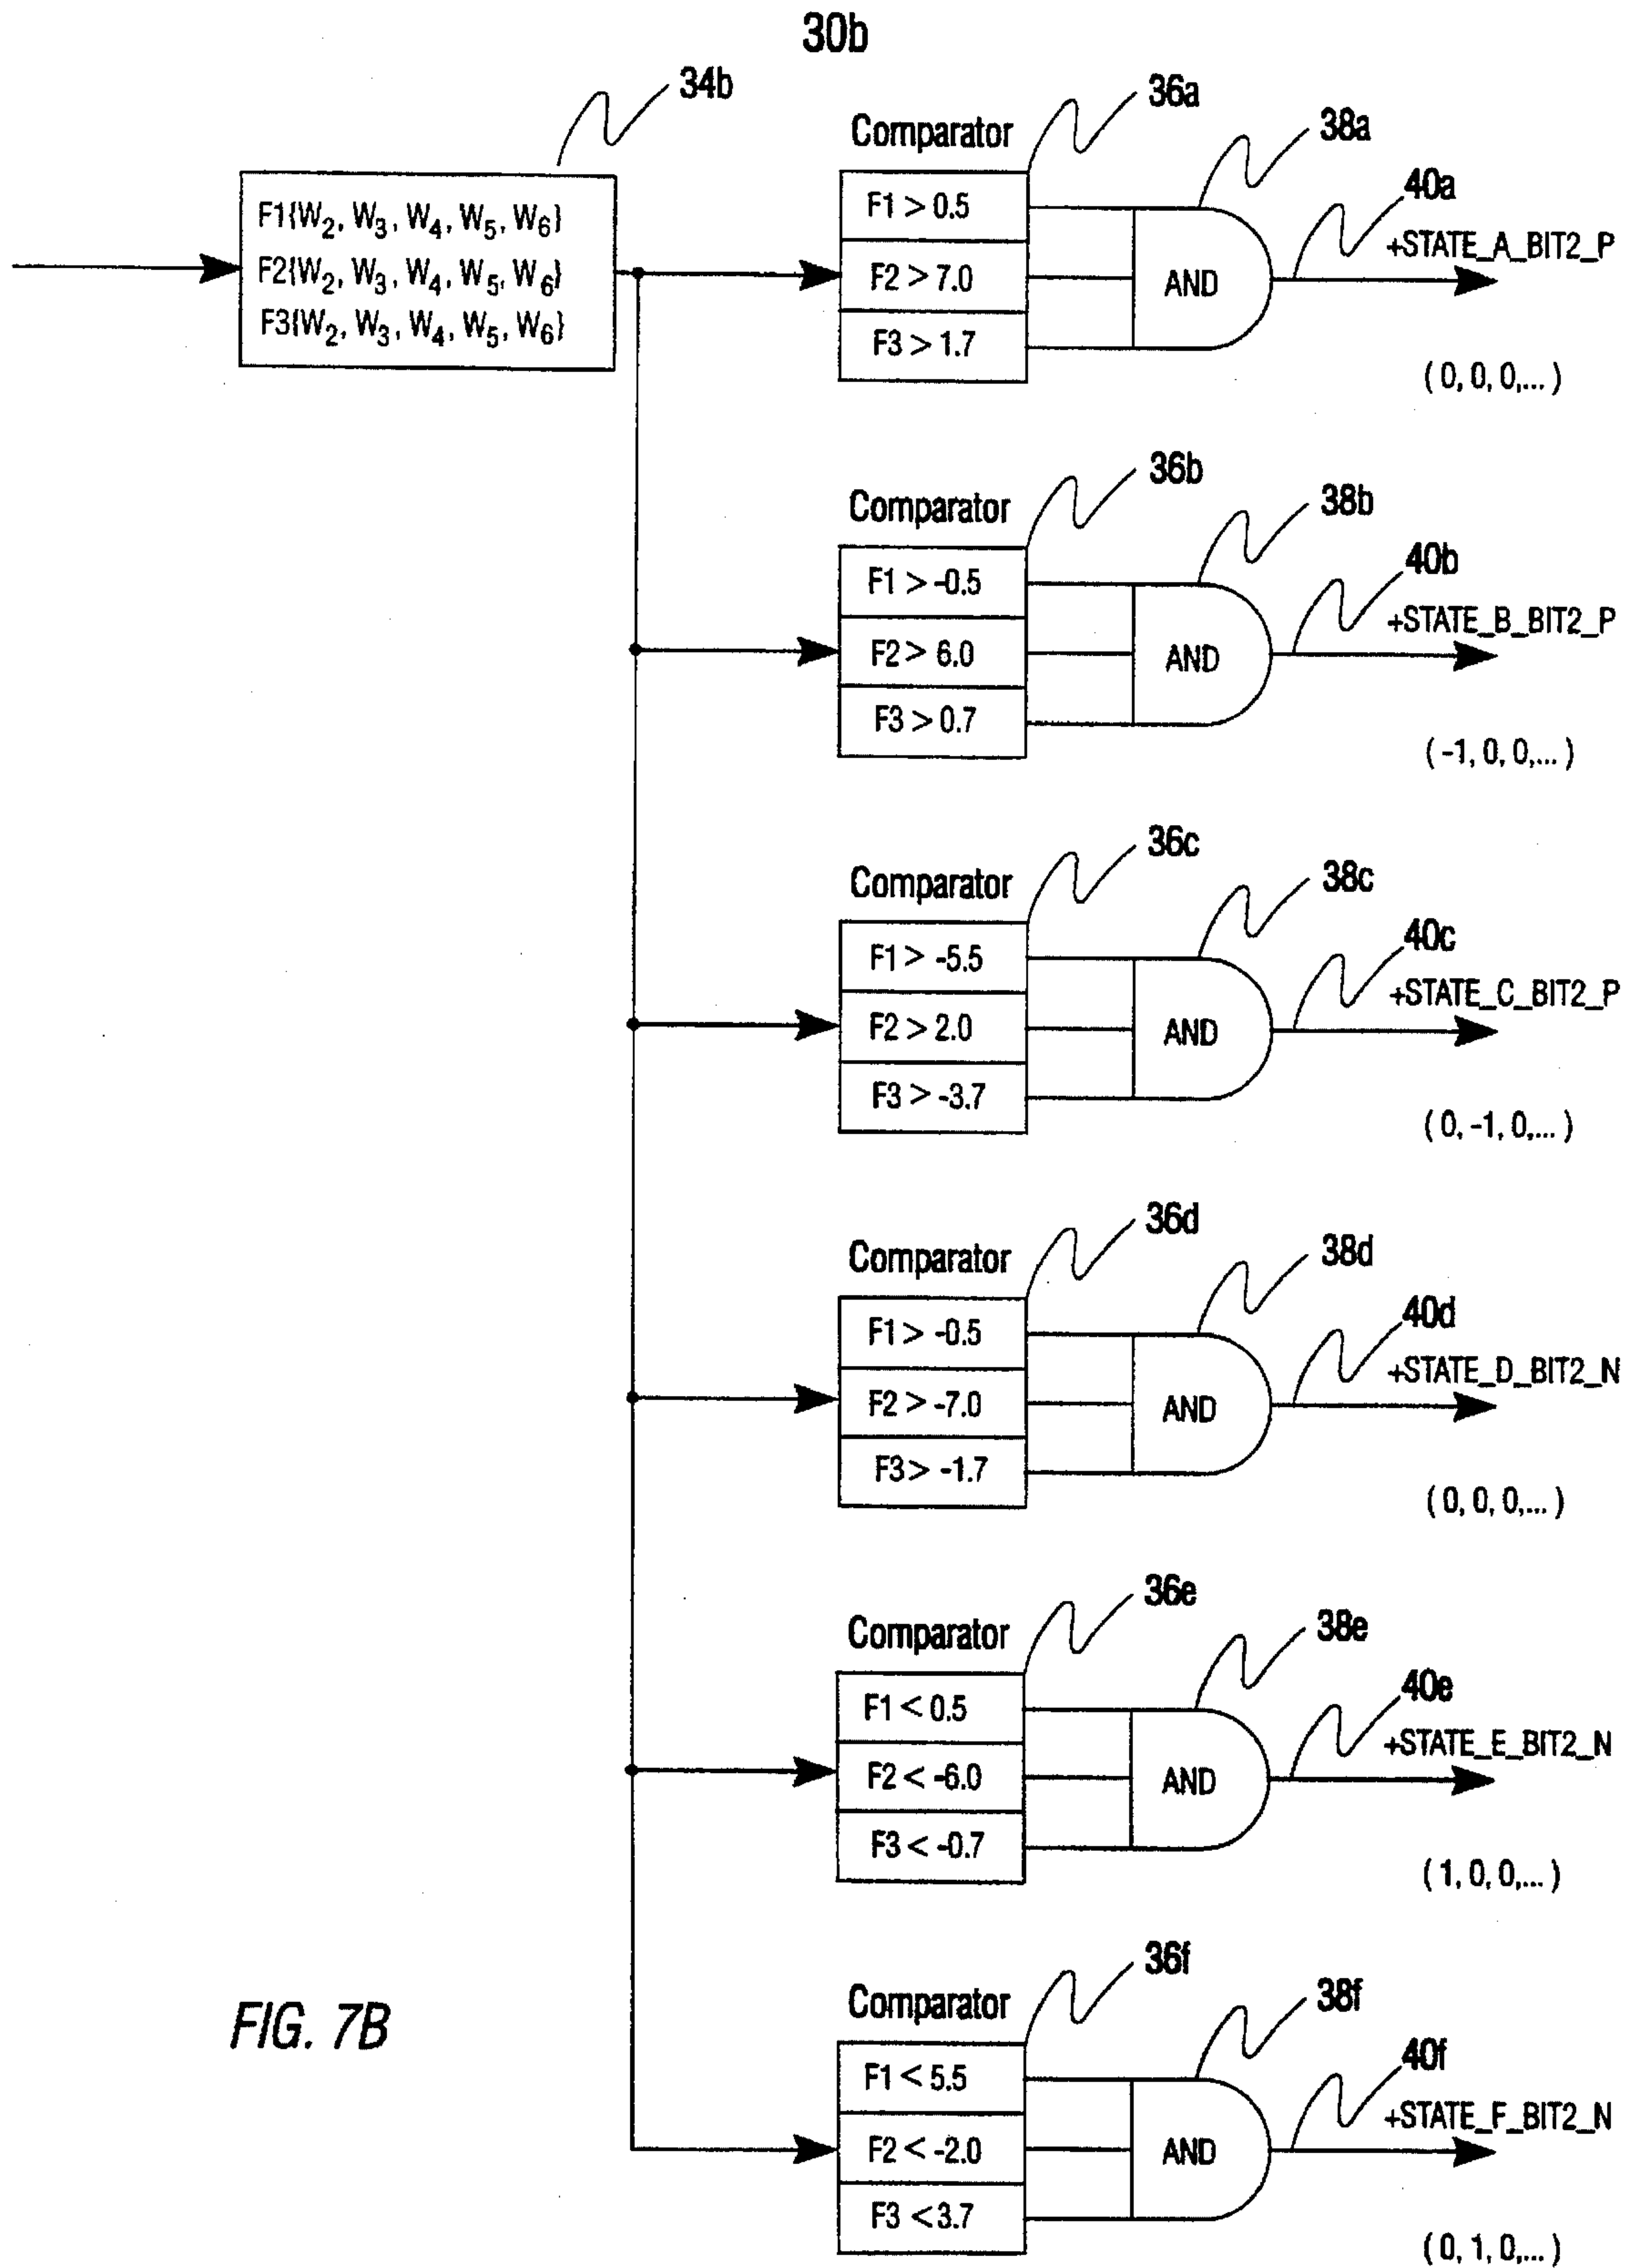 30b
34b
F1{W2, W3, W4, W5, W6}
F2{W2, W3, W4, W5, W6}
F3{W2, W3, W4, W5, W6}
36a
Comparator
38a
F1 > 0.5
F2 > 7.0
F3 > 1.7
AND
40a
+STATE_A_BIT2_P
( 0, 0, 0,... )
36b
Comparator
38b
F1 > -0.5
F2 > 6.0
F3 > 0.7
AND
40b
+STATE_B_BIT2_P
( -1, 0, 0,... )
36c
Comparator
38c
F1 > -5.5
F2 > 2.0
F3 > -3.7
AND
40c
+STATE_C_BIT2_P
( 0, -1, 0,... )
36d
Comparator
38d
F1 > -0.5
F2 > -7.0
F3 > -1.7
AND
40d
+STATE_D_BIT2_N
( 0, 0, 0,... )
36e
Comparator
38e
F1 < 0.5
F2 < -6.0
F3 < -0.7
AND
40e
+STATE_E_BIT2_N
( 1, 0, 0,... )
36f
Comparator
38f
F1 < 5.5
F2 < -2.0
F3 < 3.7
AND
40f
+STATE_F_BIT2_N
( 0, 1, 0,... )
FIG. 7B